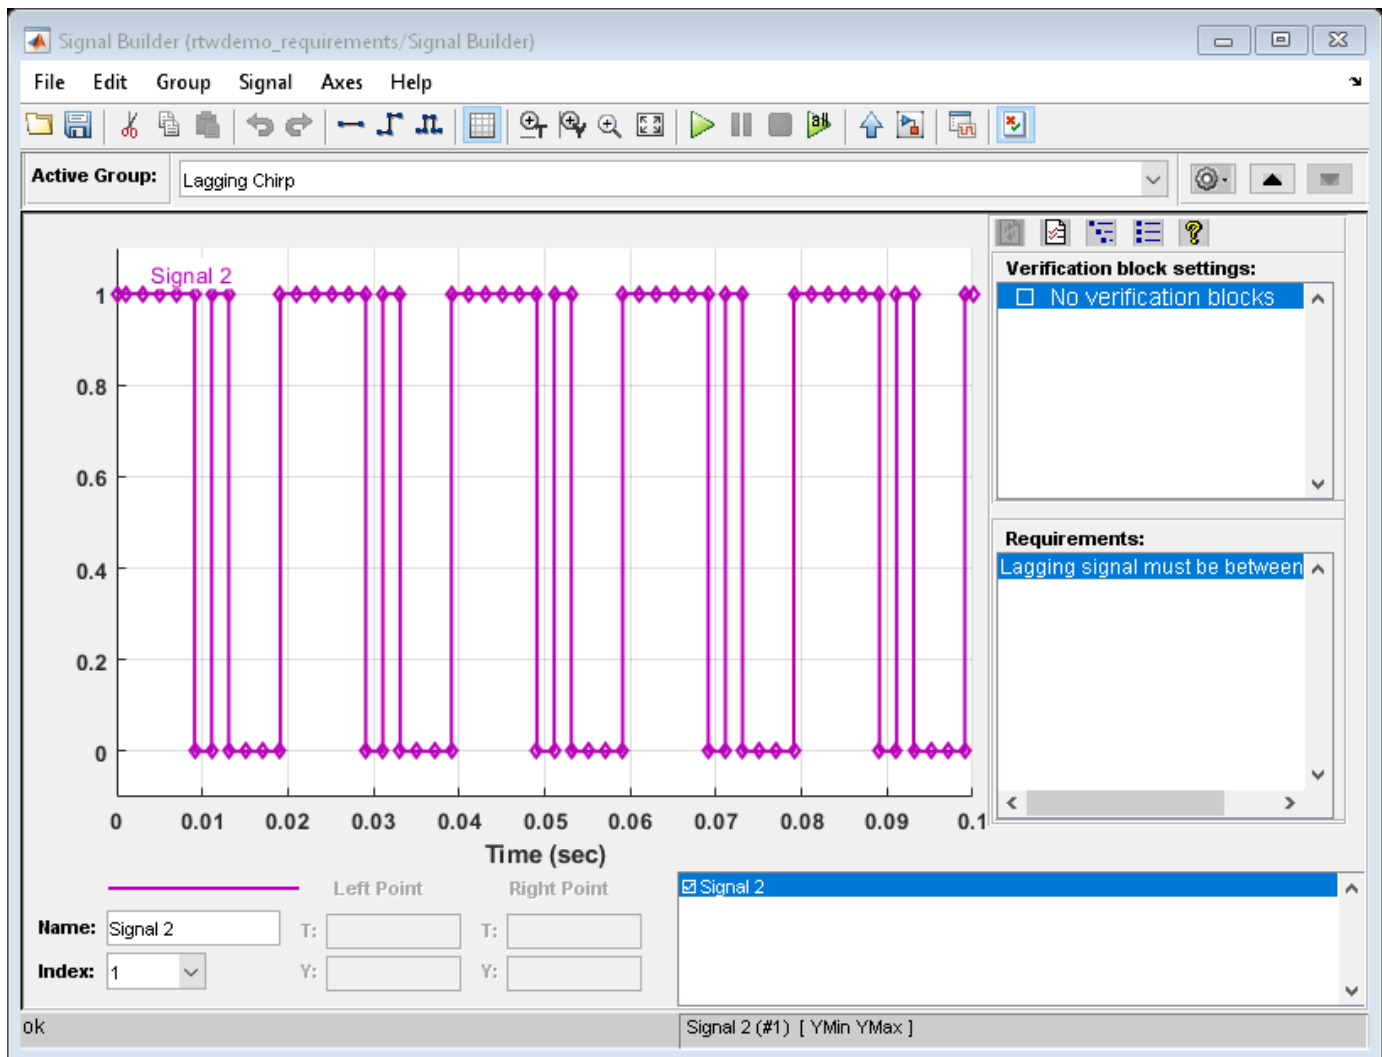 Signal Builder (rtwdemo_requirements/Signal Builder)
File Edit Group Signal Axes Help
Active Group: Lagging Chirp
Signal 2
1
0.8
0.6
0.4
0.2
0
0 0.01 0.02 0.03 0.04 0.05 0.06 0.07 0.08 0.09 0.1
Time (sec)
Verification block settings:
No verification blocks
Requirements:
Lagging signal must be between
Left Point Right Point
Name: Signal 2 T: T:
Index: 1 Y: Y:
Signal 2
ok
Signal 2 (#1) [ YMin YMax ]